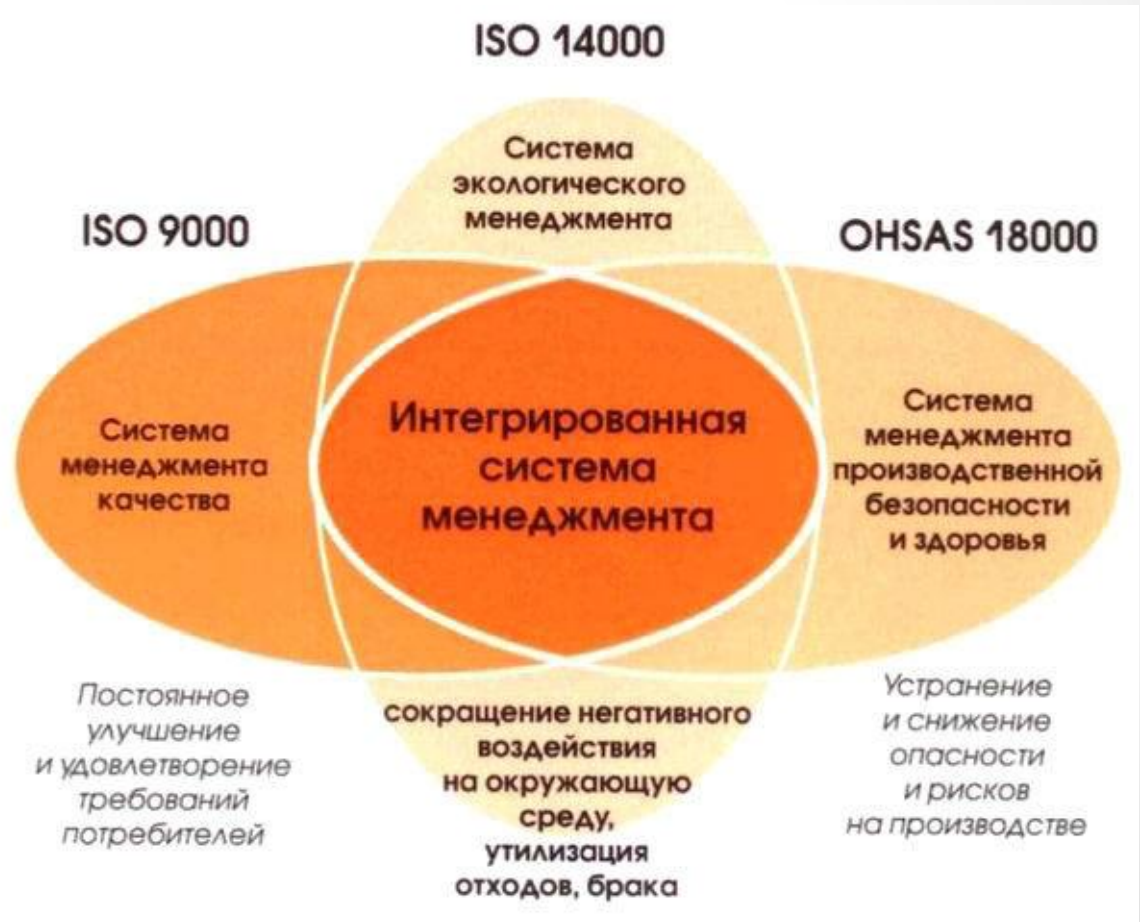 ISO 14000
Система
экологического
менеджмента
ISO 9000
OHSAS 18000
Система
менеджмента
качества
Интегрированная
система
менеджмента
Система
менеджмента
производственной
безопасности
и здоровья
Постоянное
улучшение
и удовлетворение
требований
потребителей
сокращение негативного
воздействия
на окружающую
среду,
утилизация
отходов, брака
Устранение
и снижение
опасности
и рисков
на производстве